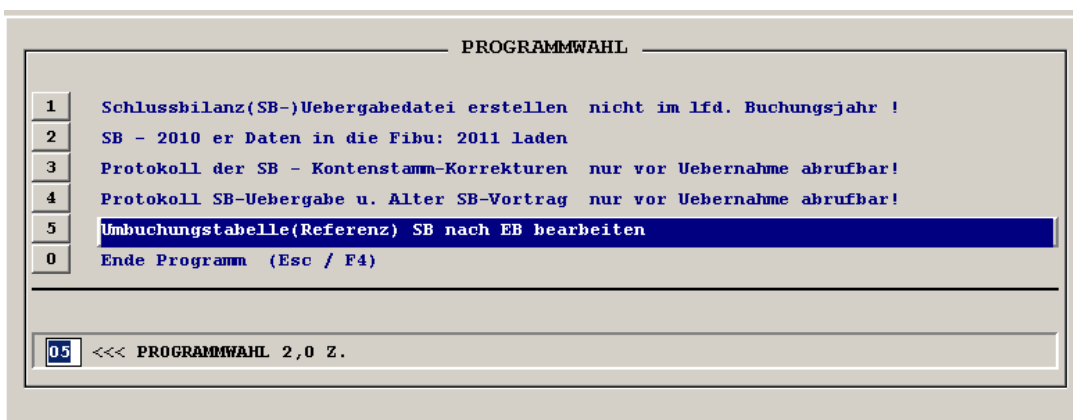 PROGRAMMWAHL
1 Schlussbilanz(SB-)Uebergabedatei erstellen nicht im lfd. Buchungsjahr !
2 SB - 2010 er Daten in die Fibu: 2011 laden
3 Protokoll der SB - Kontenstamm-Korrekturen nur vor Uebernahme abrufbar!
4 Protokoll SB-Uebergabe u. Alter SB-Vortrag nur vor Uebernahme abrufbar!
5 Umbuchungstabelle(Referenz) SB nach EB bearbeiten
0 Ende Programm (Esc / F4)
05 <<< PROGRAMMWAHL 2,0 Z.